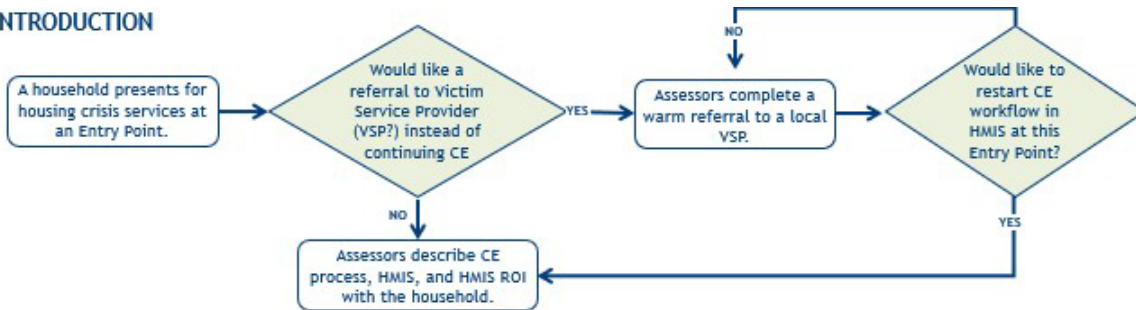 NTRODUCTION
A household presents for
housing crisis services at
an Entry Point.
Would like a
referral to Victim
Service Provider
(VSP?) instead of
continuing CE
YES
Assessors complete a
warm referral to a local
VSP.
NO
Would like to
restart CE
workflow in
HMIS at this
Entry Point?
YES
NO
Assessors describe CE
process, HMIS, and HMIS ROI
with the household.